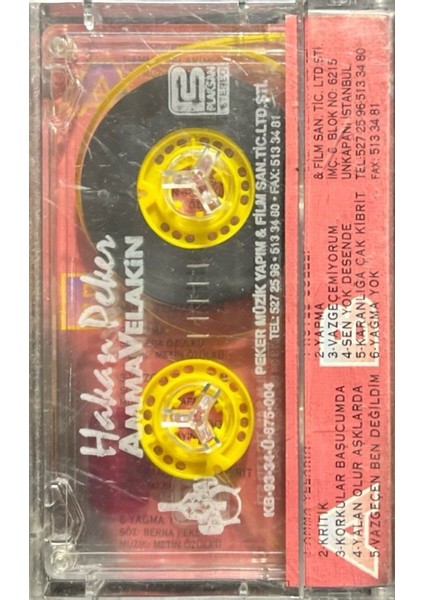 PLAKSAN
STEREO
Hakan Peker
AMMA VELAKİN
PEKER MÜZİK YAPIM & FİLM SAN.TİC.LTD.ŞTİ.
TEL: 527 25 96 • 513 34 80 • FAX: 513 34 81
KB-93-34-Ü-875-004
6 YAĞMA
SÖZ: BERNA PEKE
MÜZİK: METİN ÖZÜLKÜ
A
2-KRİTİK
3-KORKULAR BAŞUCUMDA
4-YALAN OLUR AŞKLARDA
5-VAZGEÇEN BEN DEĞİLDİM
2-YAPMA
3-VAZGEÇEMİYORUM
4-SEN YOK DESENDE
5-KARANLIĞA ÇAK KİBRİT
6-YAĞMA YOK
& FİLM SAN. TİC. LTD ŞTİ.
İMÇ. 6. BLOK NO: 6215
UNKAPANI, İSTANBUL
TEL:527 25 96-513 34 80
FAX: 513 34 81